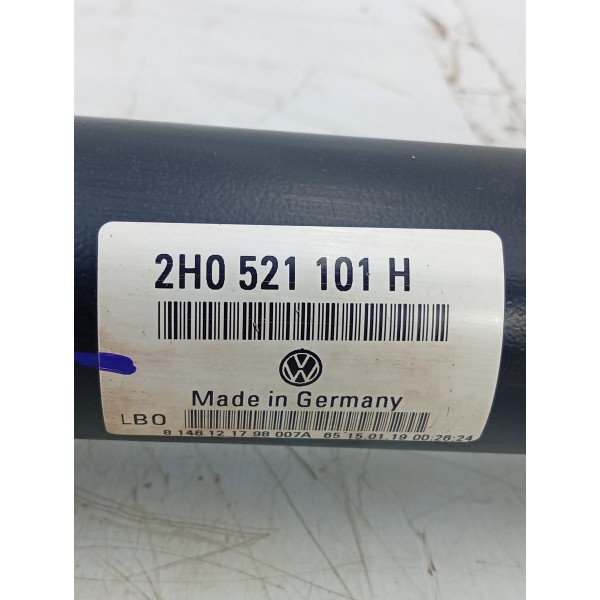 2H0 521 101 H
Made in Germany
LBO
8 146 12 17 98 007A 65 15.01.19 00:26:24